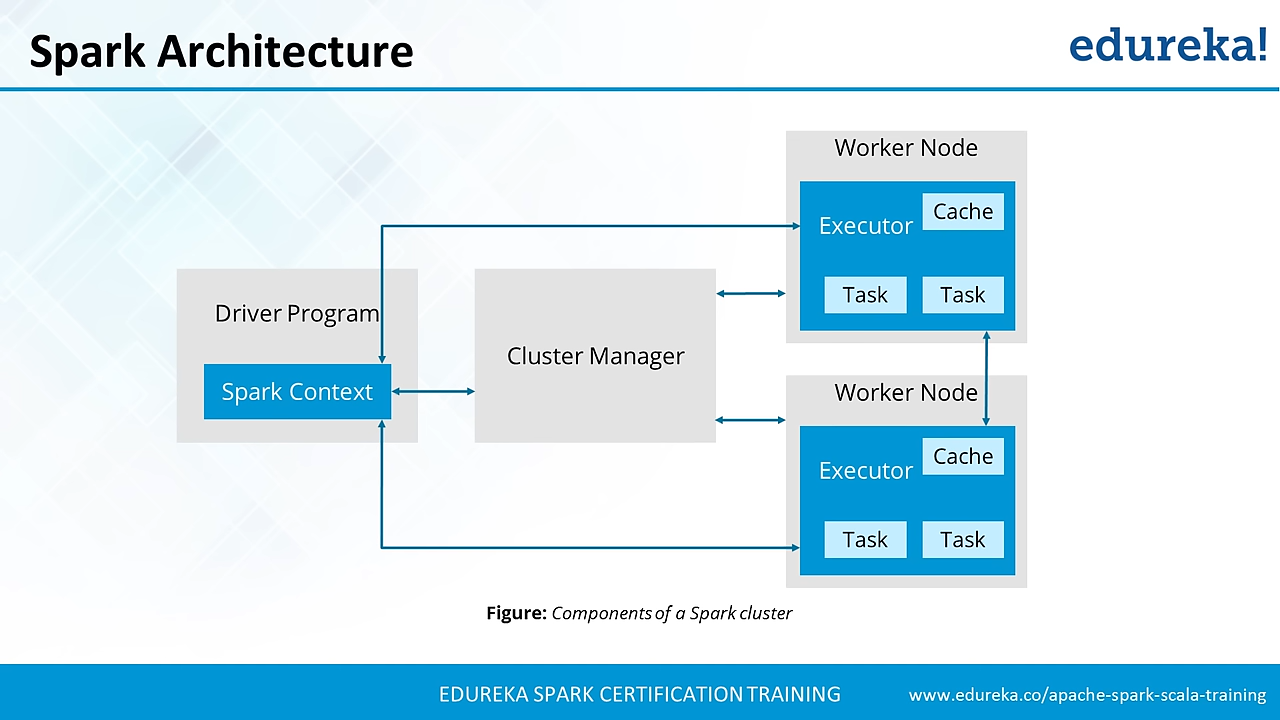 Spark Architecture
edureka!
Worker Node
Executor
Cache
Task
Task
Driver Program
Spark Context
Cluster Manager
Worker Node
Executor
Cache
Task
Task
Figure: Components of a Spark cluster
EDUREKA SPARK CERTIFICATION TRAINING
www.edureka.co/apache-spark-scala-training